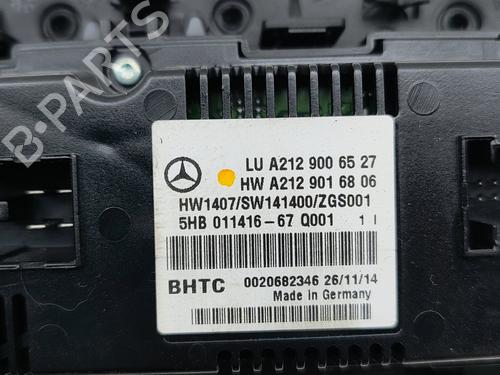 B-PARTS
LU A212 900 65 27
HW A212 901 68 06
HW1407/SW141400/ZGS001
5HB 011416-67 Q001 1 I
BHTC 0020682346 26/11/14
Made in Germany